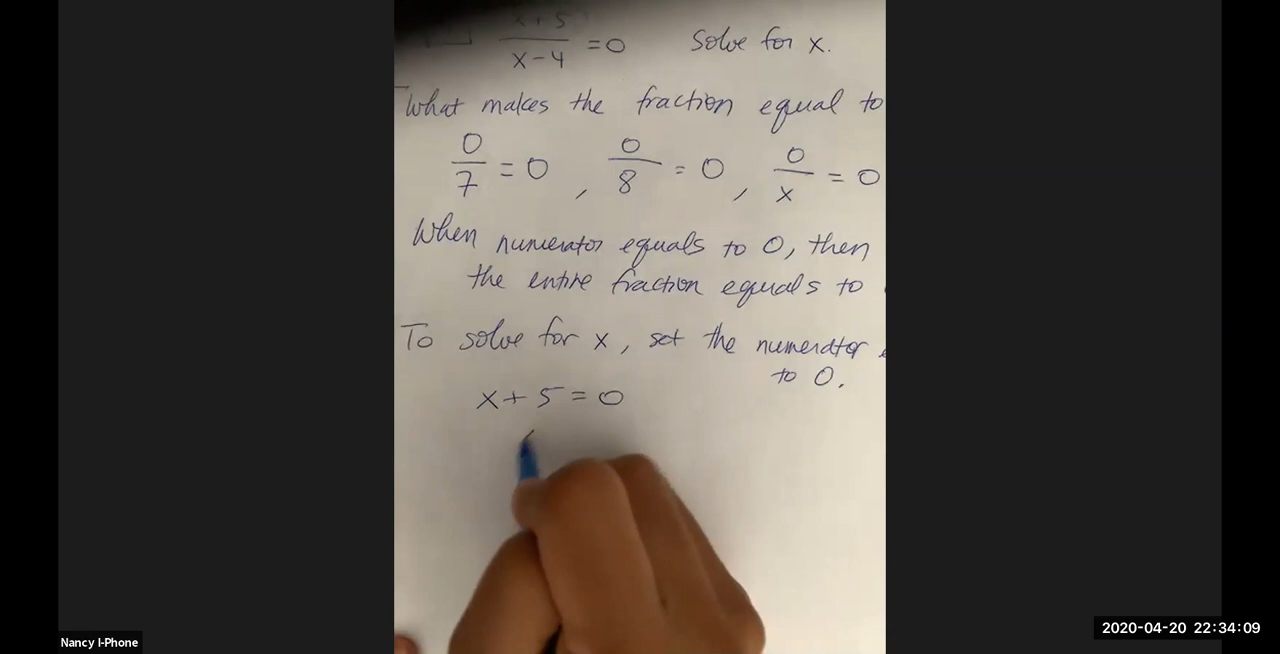 x+5
x-4 =0 Solve for x.
What makes the fraction equal to
0/7 = 0 , 0/8 = 0 , 0/x = 0
When numerator equals to 0, then
the entire fraction equals to
To solve for x, set the numerator
to 0.
x+5=0
Nancy I-Phone
2020-04-20 22:34:09